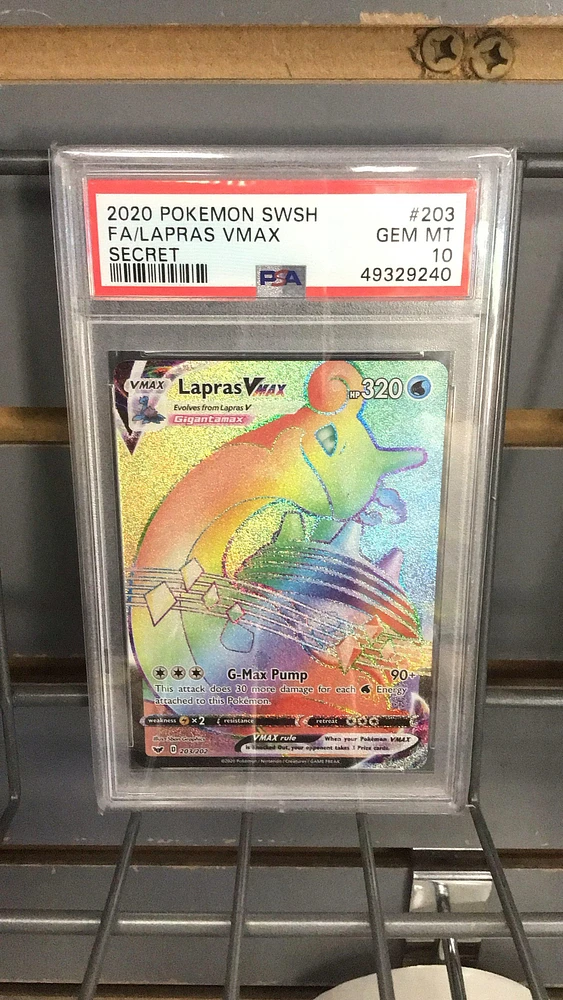 2020 POKEMON SWSH #203
FA/LAPRAS VMAX GEM MT
SECRET 10
PSA 49329240
VMAX Lapras VMAX HP 320
Evolves from Lapras V
Gigantamax
G-Max Pump 90+
This attack does 30 more damage for each Energy
attached to this Pokémon.
weakness ×2 resistance retreat
VMAX rule When your Pokémon VMAX
is Knocked Out, your opponent takes 3 Prize cards.
Illus. 5ban Graphics
203/202
©2020 Pokémon / Nintendo / Creatures / GAME FREAK